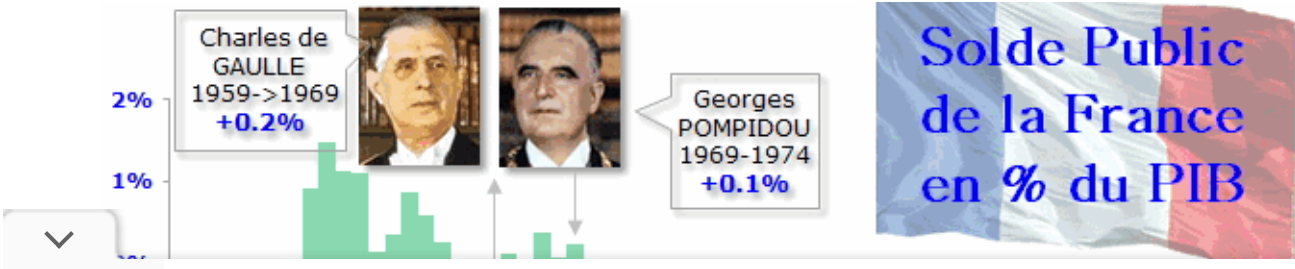 Charles de
GAULLE
1959->1969
+0.2%
Georges
POMPIDOU
1969-1974
+0.1%
Solde Public
de la France
en % du PIB
2%
1%